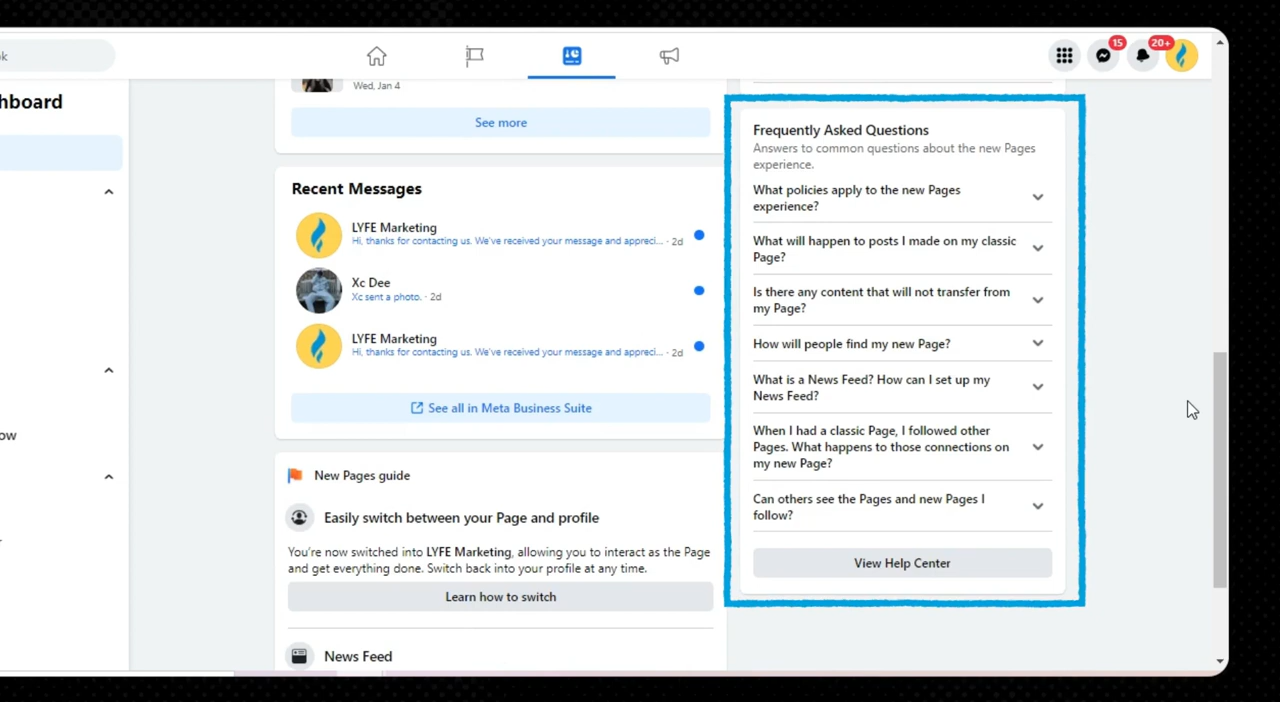 k
15
20+
hboard
ow
Wed, Jan 4
See more
Recent Messages
LYFE Marketing
Hi, thanks for contacting us. We've received your message and appreci... · 2d
Xc Dee
Xc sent a photo. · 2d
LYFE Marketing
Hi, thanks for contacting us. We've received your message and appreci... · 2d
See all in Meta Business Suite
New Pages guide
Easily switch between your Page and profile
You're now switched into LYFE Marketing, allowing you to interact as the Page
and get everything done. Switch back into your profile at any time.
Learn how to switch
News Feed
Frequently Asked Questions
Answers to common questions about the new Pages
experience.
What policies apply to the new Pages
experience?
What will happen to posts I made on my classic
Page?
Is there any content that will not transfer from
my Page?
How will people find my new Page?
What is a News Feed? How can I set up my
News Feed?
When I had a classic Page, I followed other
Pages. What happens to those connections on
my new Page?
Can others see the Pages and new Pages I
follow?
View Help Center